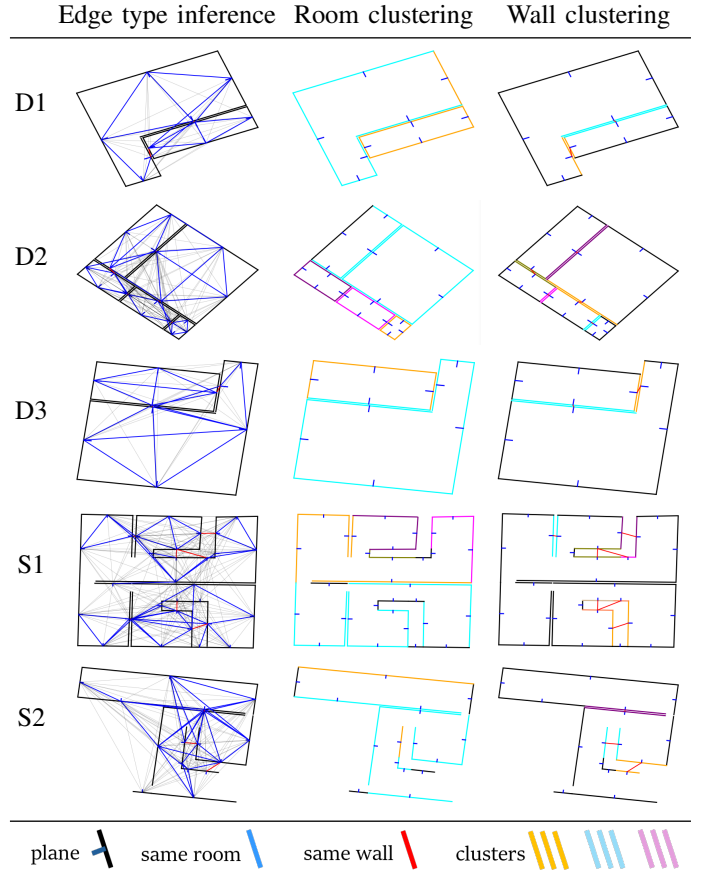 Edge type inference Room clustering Wall clustering
D1
D2
D3
S1
S2
plane same room same wall clusters